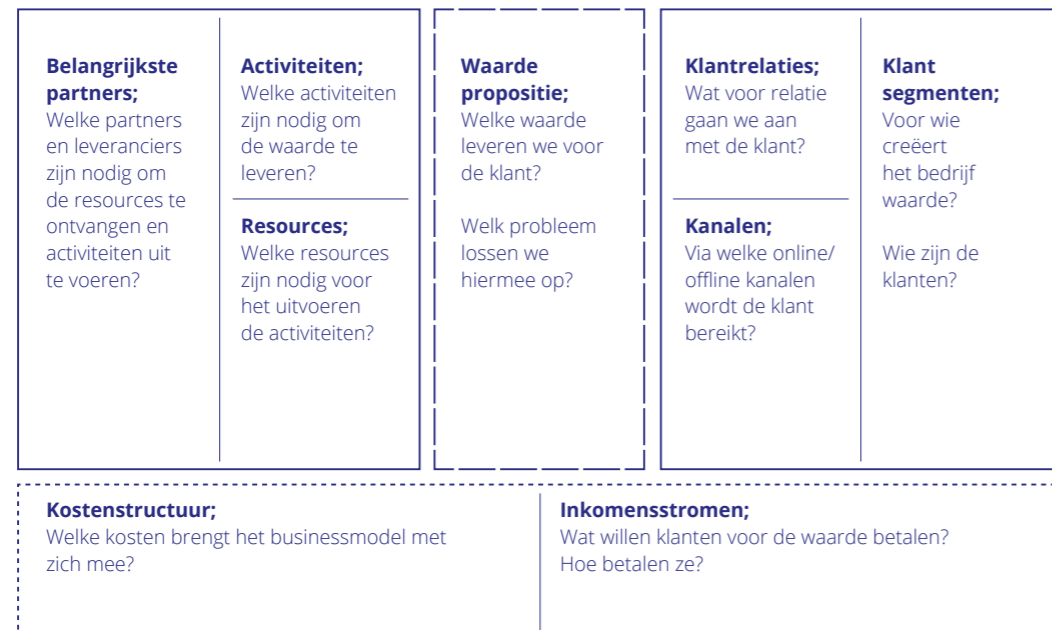 Belangrijkste
partners;
Welke partners
en leveranciers
zijn nodig om
de resources te
ontvangen en
activiteiten uit
te voeren?
Activiteiten;
Welke activiteiten
zijn nodig om
de waarde te
leveren?
Resources;
Welke resources
zijn nodig voor
het uitvoeren
de activiteiten?
Waarde
propositie;
Welke waarde
leveren we voor
de klant?
Welk probleem
lossen we
hiermee op?
Klantrelaties;
Wat voor relatie
gaan we aan
met de klant?
Kanalen;
Via welke online/
offline kanalen
wordt de klant
bereikt?
Klant
segmenten;
Voor wie
creëert
het bedrijf
waarde?
Wie zijn de
klanten?
Kostenstructuur;
Welke kosten brengt het businessmodel met
zich mee?
Inkomensstromen;
Wat willen klanten voor de waarde betalen?
Hoe betalen ze?